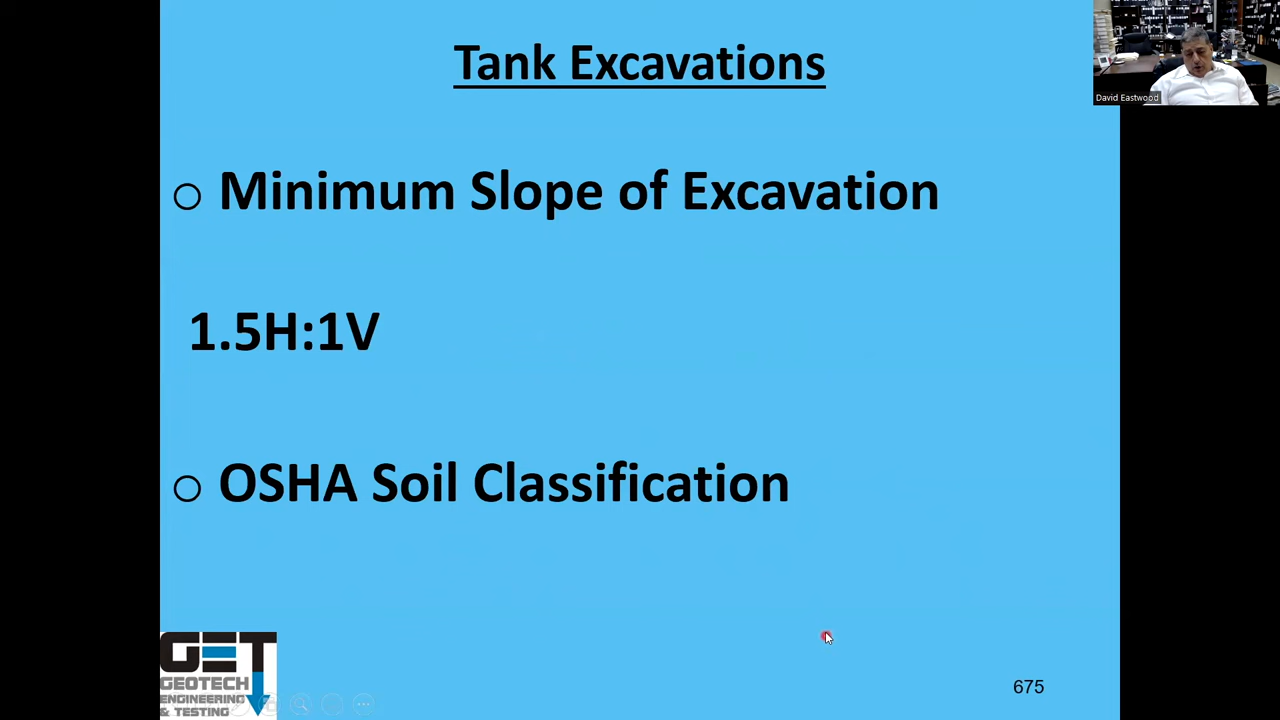 Tank Excavations
David Eastwood
○ Minimum Slope of Excavation
1.5H:1V
○ OSHA Soil Classification
GET
GEOTECH
ENGINEERING
& TESTING
675